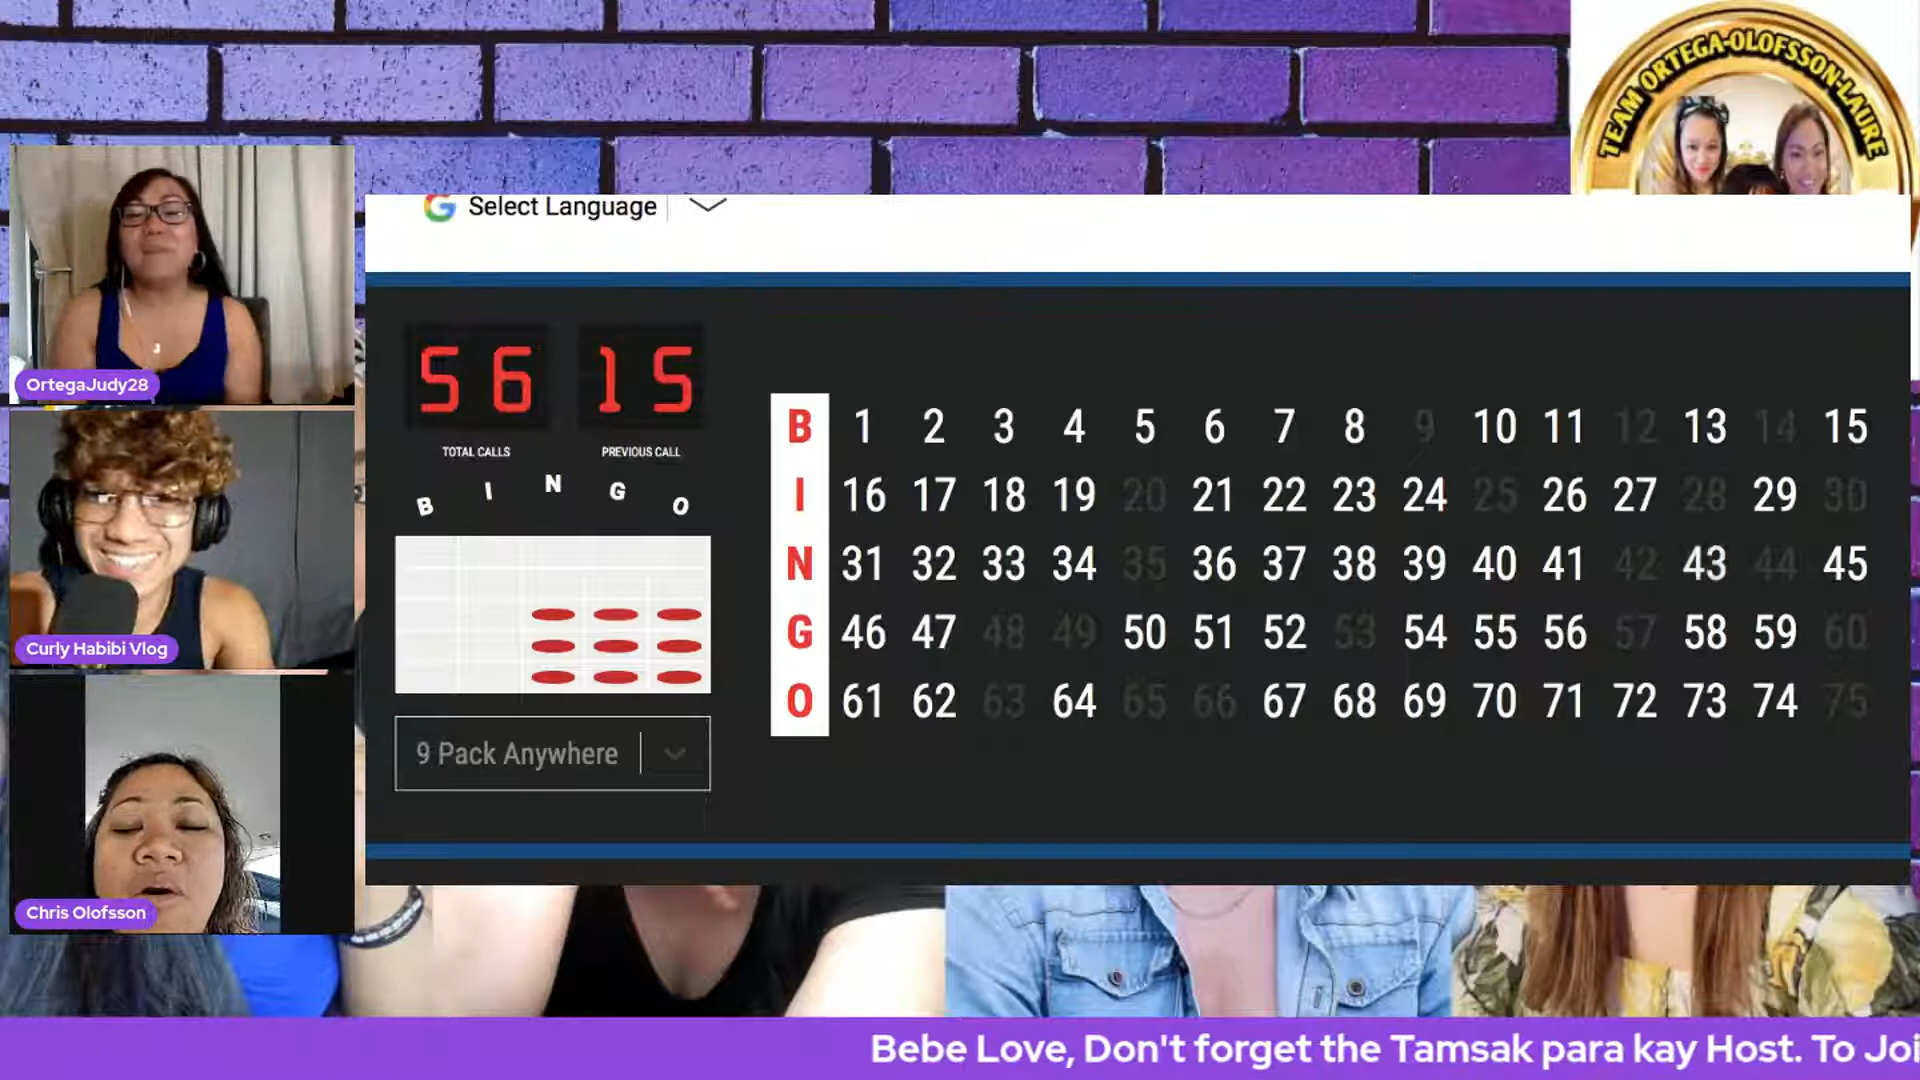 TEAM ORTEGA-OLOFSSON-LAURE
Select Language
OrtegaJudy28
56 15
TOTAL CALLS PREVIOUS CALL
B I N G O
B 1 2 3 4 5 6 7 8 9 10 11 12 13 14 15
I 16 17 18 19 20 21 22 23 24 25 26 27 28 29 30
N 31 32 33 34 35 36 37 38 39 40 41 42 43 44 45
G 46 47 48 49 50 51 52 53 54 55 56 57 58 59 60
O 61 62 63 64 65 66 67 68 69 70 71 72 73 74 75
Curly Habibi Vlog
9 Pack Anywhere
Chris Olofsson
Bebe Love, Don't forget the Tamsak para kay Host. To Joi